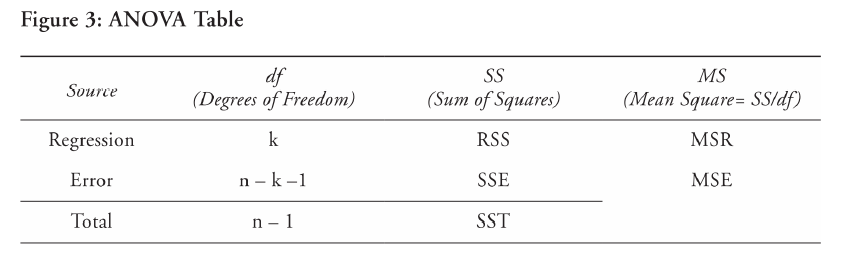 Figure 3: ANOVA Table
Source df (Degrees of Freedom) SS (Sum of Squares) MS (Mean Square= SS/df)
Regression k RSS MSR
Error n – k –1 SSE MSE
Total n – 1 SST